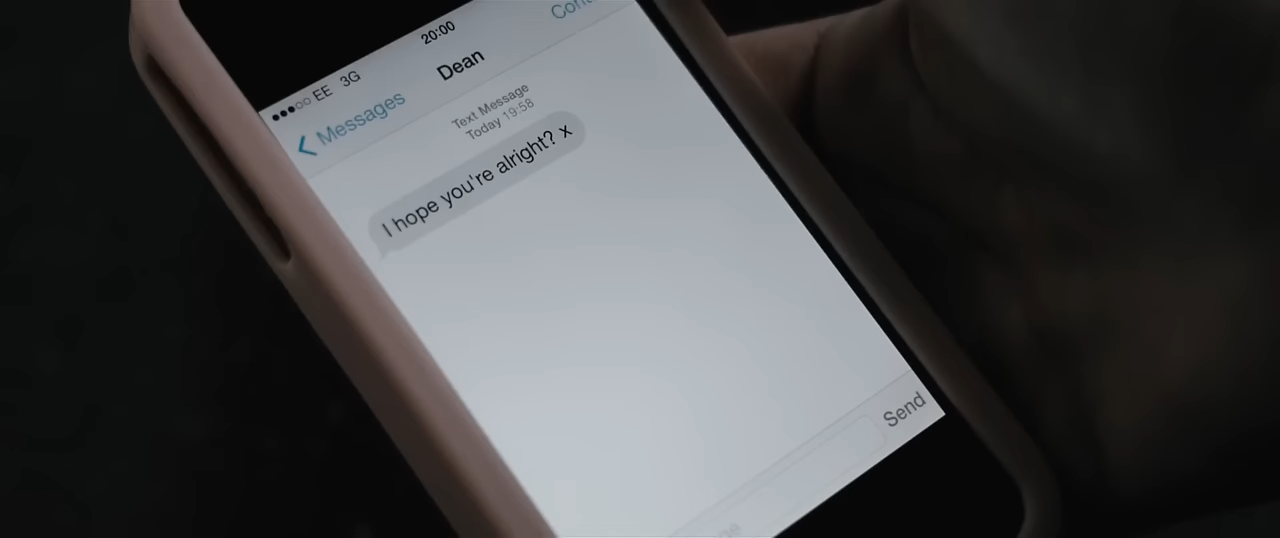 EE 3G 20:00
Messages Dean
Text Message
Today 19:58
I hope you're alright? x
Send